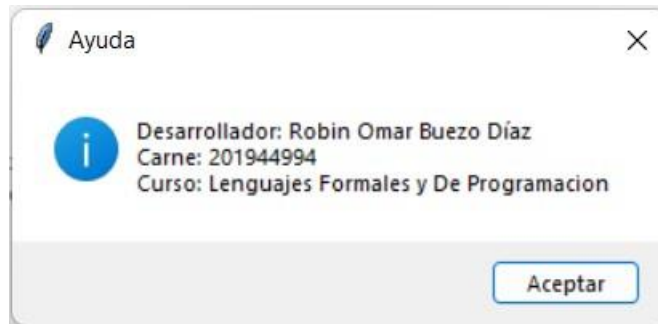 Ayuda
Desarrollador: Robin Omar Buezo Díaz
Carne: 201944994
Curso: Lenguajes Formales y De Programacion
Aceptar